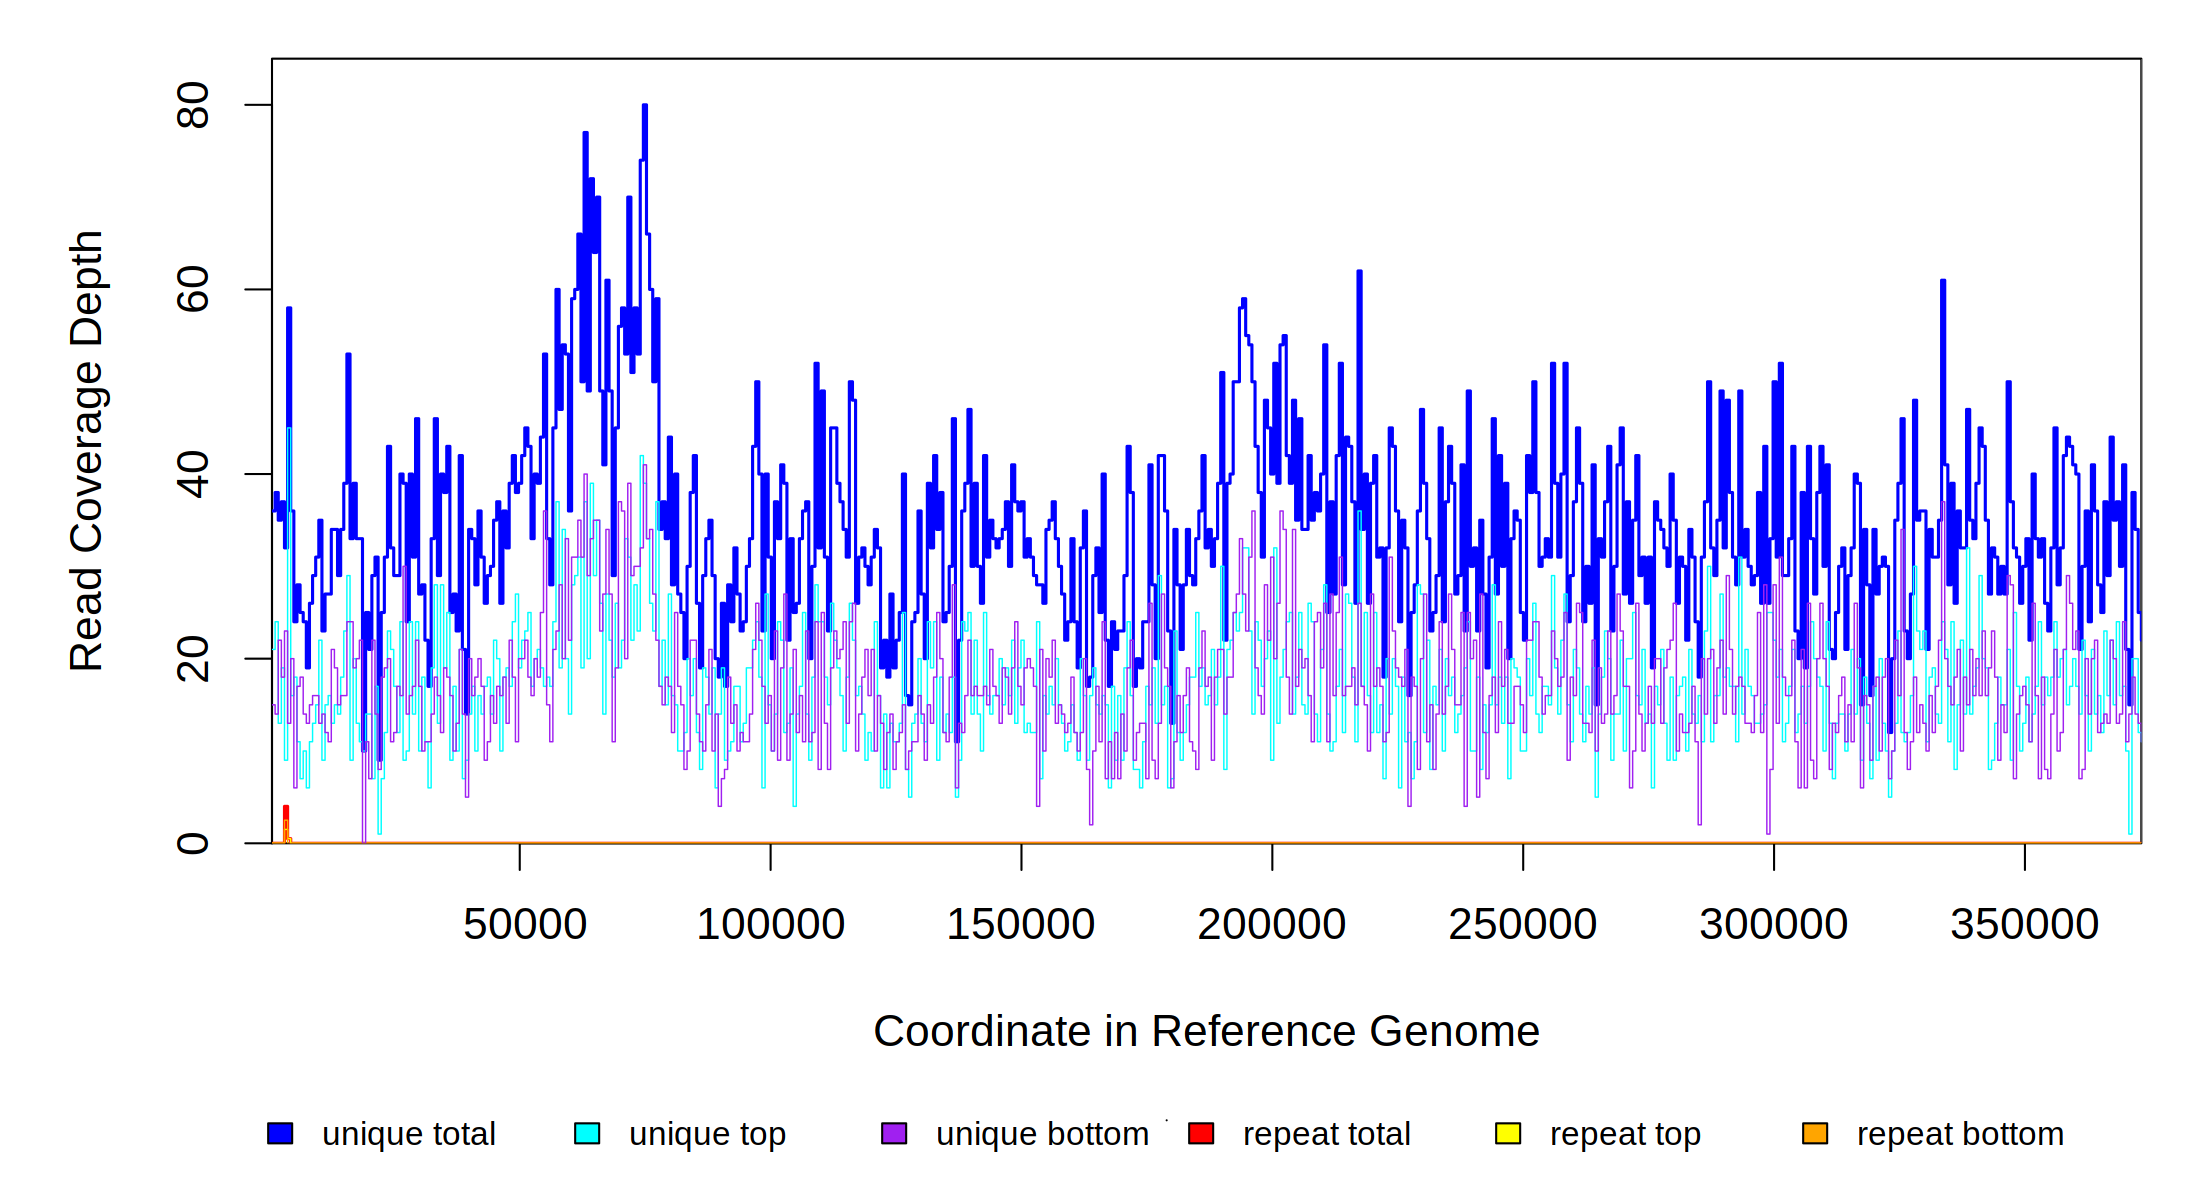 80
60
40
20
0
Read Coverage Depth
50000 100000 150000 200000 250000 300000 350000
Coordinate in Reference Genome
unique total unique top unique bottom repeat total repeat top repeat bottom